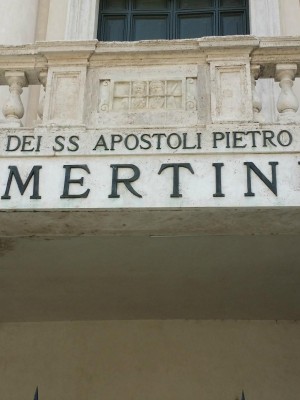 DEI SS APOSTOLI PIETRO
MERTIN